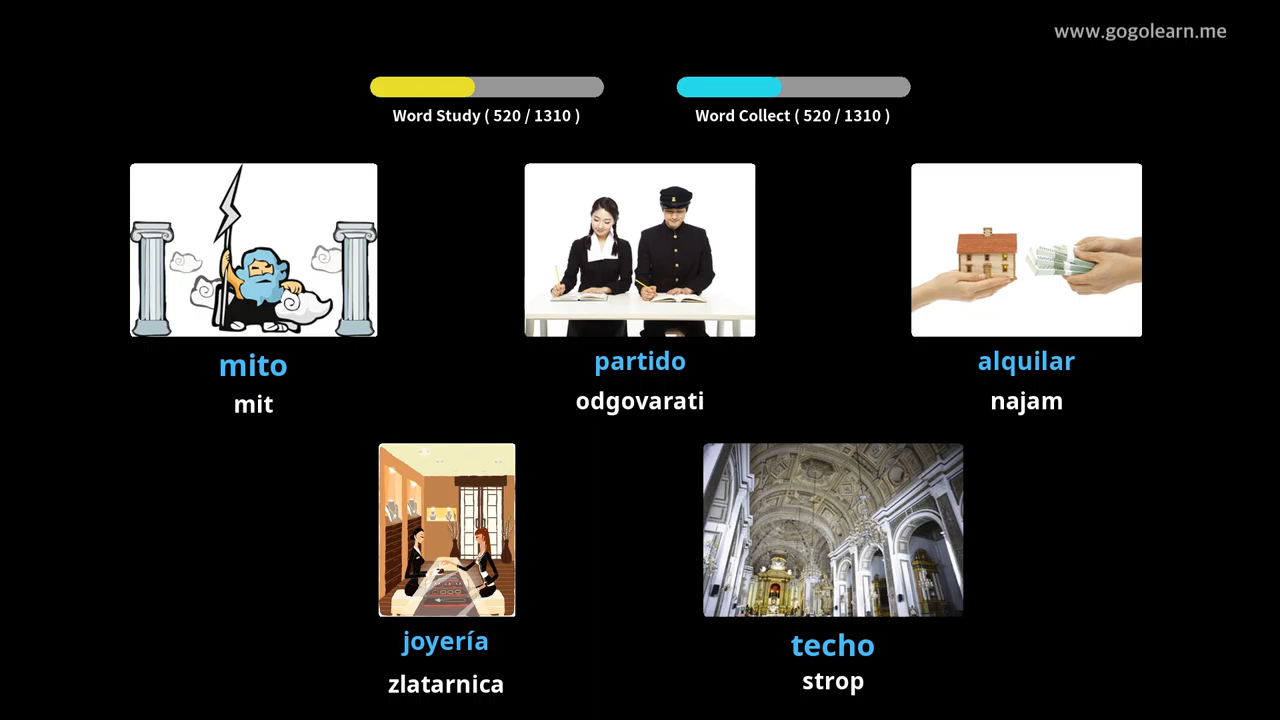 www.gogolearn.me
Word Study ( 520 / 1310 )
Word Collect ( 520 / 1310 )
mito
mit
partido
odgovarati
alquilar
najam
joyería
zlatarnica
techo
strop